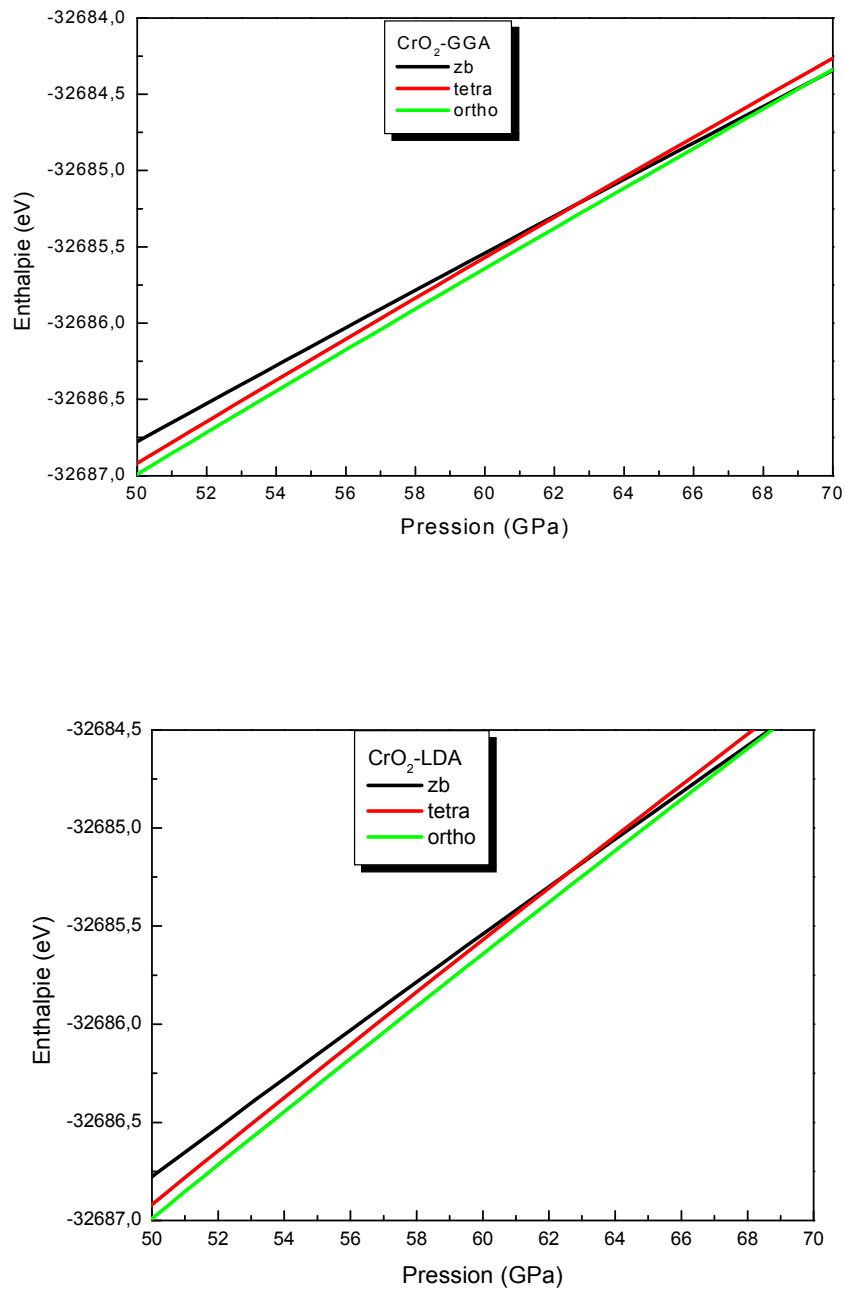 CrO2-GGA
zb
tetra
ortho
-32684,0
-32684,5
-32685,0
-32685,5
-32686,0
-32686,5
-32687,0
Enthalpie (eV)
50 52 54 56 58 60 62 64 66 68 70
Pression (GPa)
CrO2-LDA
zb
tetra
ortho
-32684,5
-32685,0
-32685,5
-32686,0
-32686,5
-32687,0
Enthalpie (eV)
50 52 54 56 58 60 62 64 66 68 70
Pression (GPa)